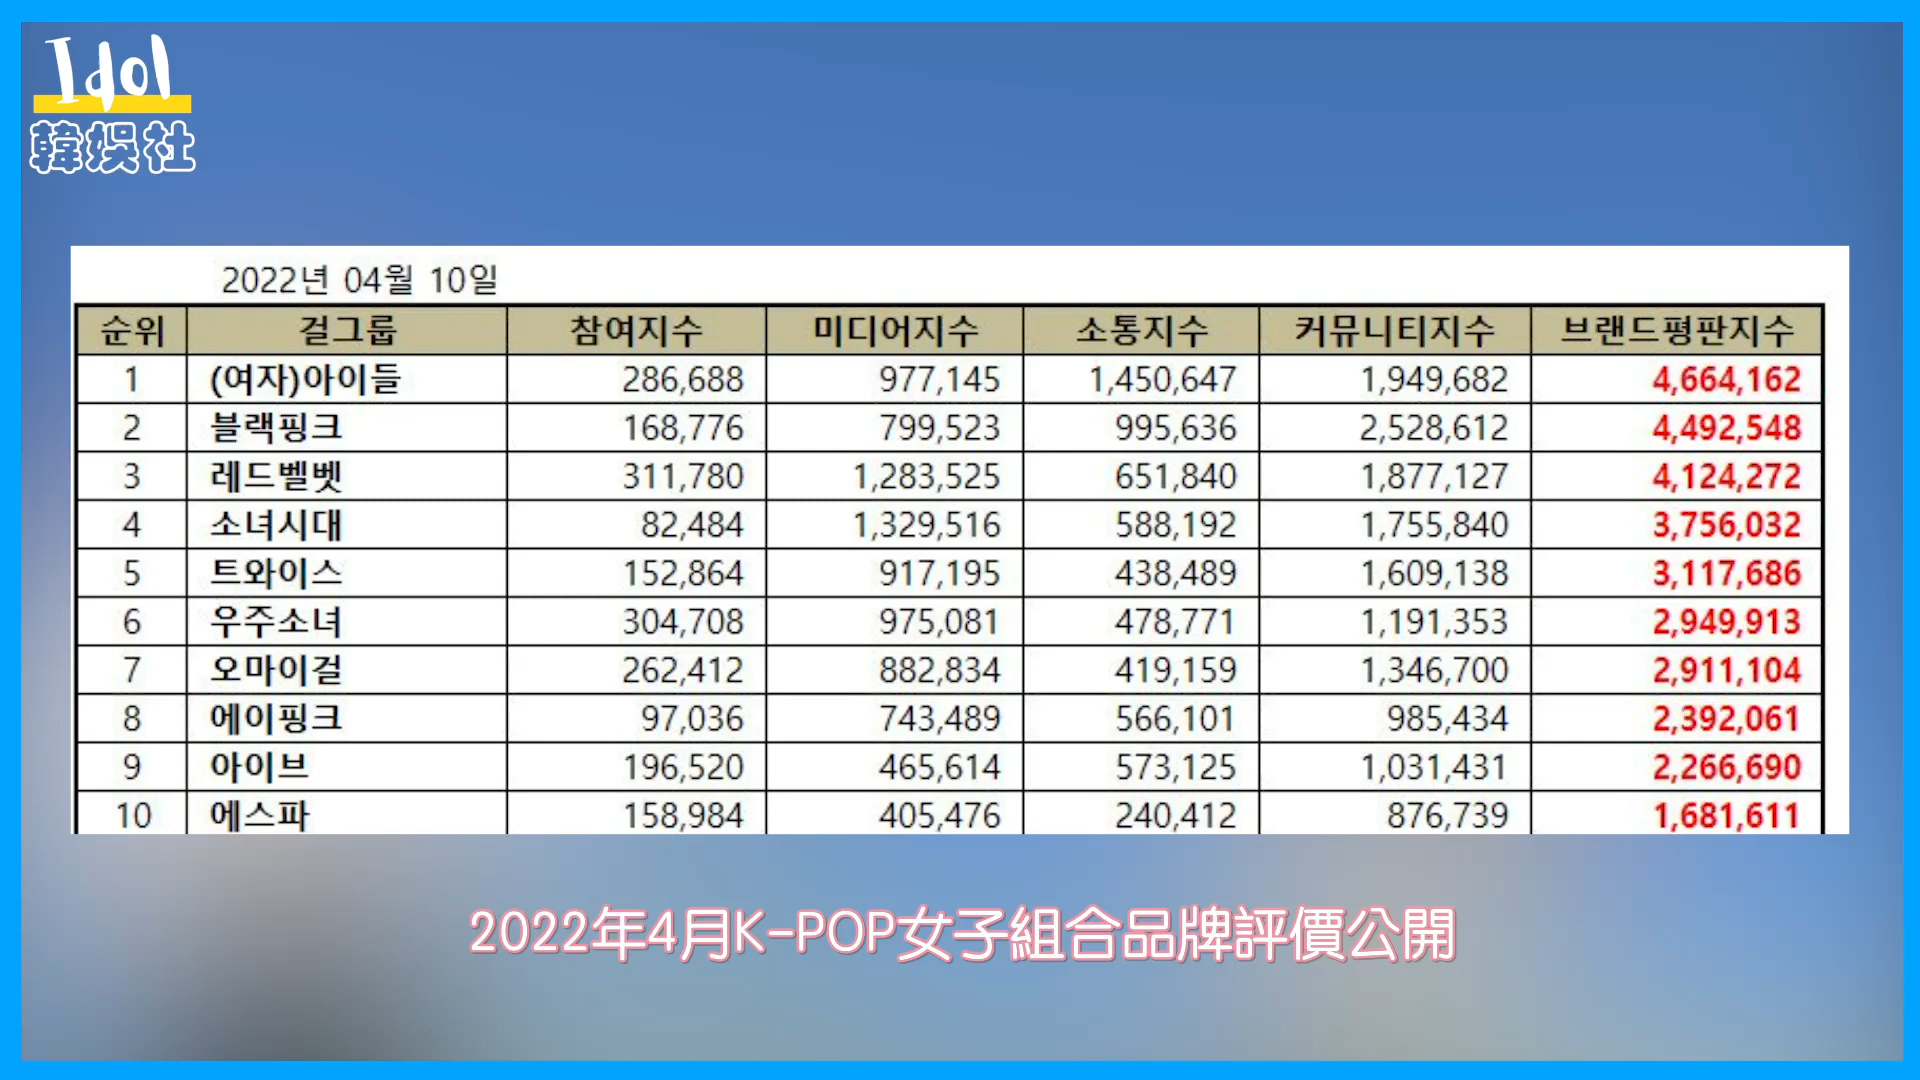 Idol
韓娛社
2022년 04월 10일
순위 걸그룹 참여지수 미디어지수 소통지수 커뮤니티지수 브랜드평판지수
1 (여자)아이들 286,688 977,145 1,450,647 1,949,682 4,664,162
2 블랙핑크 168,776 799,523 995,636 2,528,612 4,492,548
3 레드벨벳 311,780 1,283,525 651,840 1,877,127 4,124,272
4 소녀시대 82,484 1,329,516 588,192 1,755,840 3,756,032
5 트와이스 152,864 917,195 438,489 1,609,138 3,117,686
6 우주소녀 304,708 975,081 478,771 1,191,353 2,949,913
7 오마이걸 262,412 882,834 419,159 1,346,700 2,911,104
8 에이핑크 97,036 743,489 566,101 985,434 2,392,061
9 아이브 196,520 465,614 573,125 1,031,431 2,266,690
10 에스파 158,984 405,476 240,412 876,739 1,681,611
2022年4月K-POP女子組合品牌評價公開